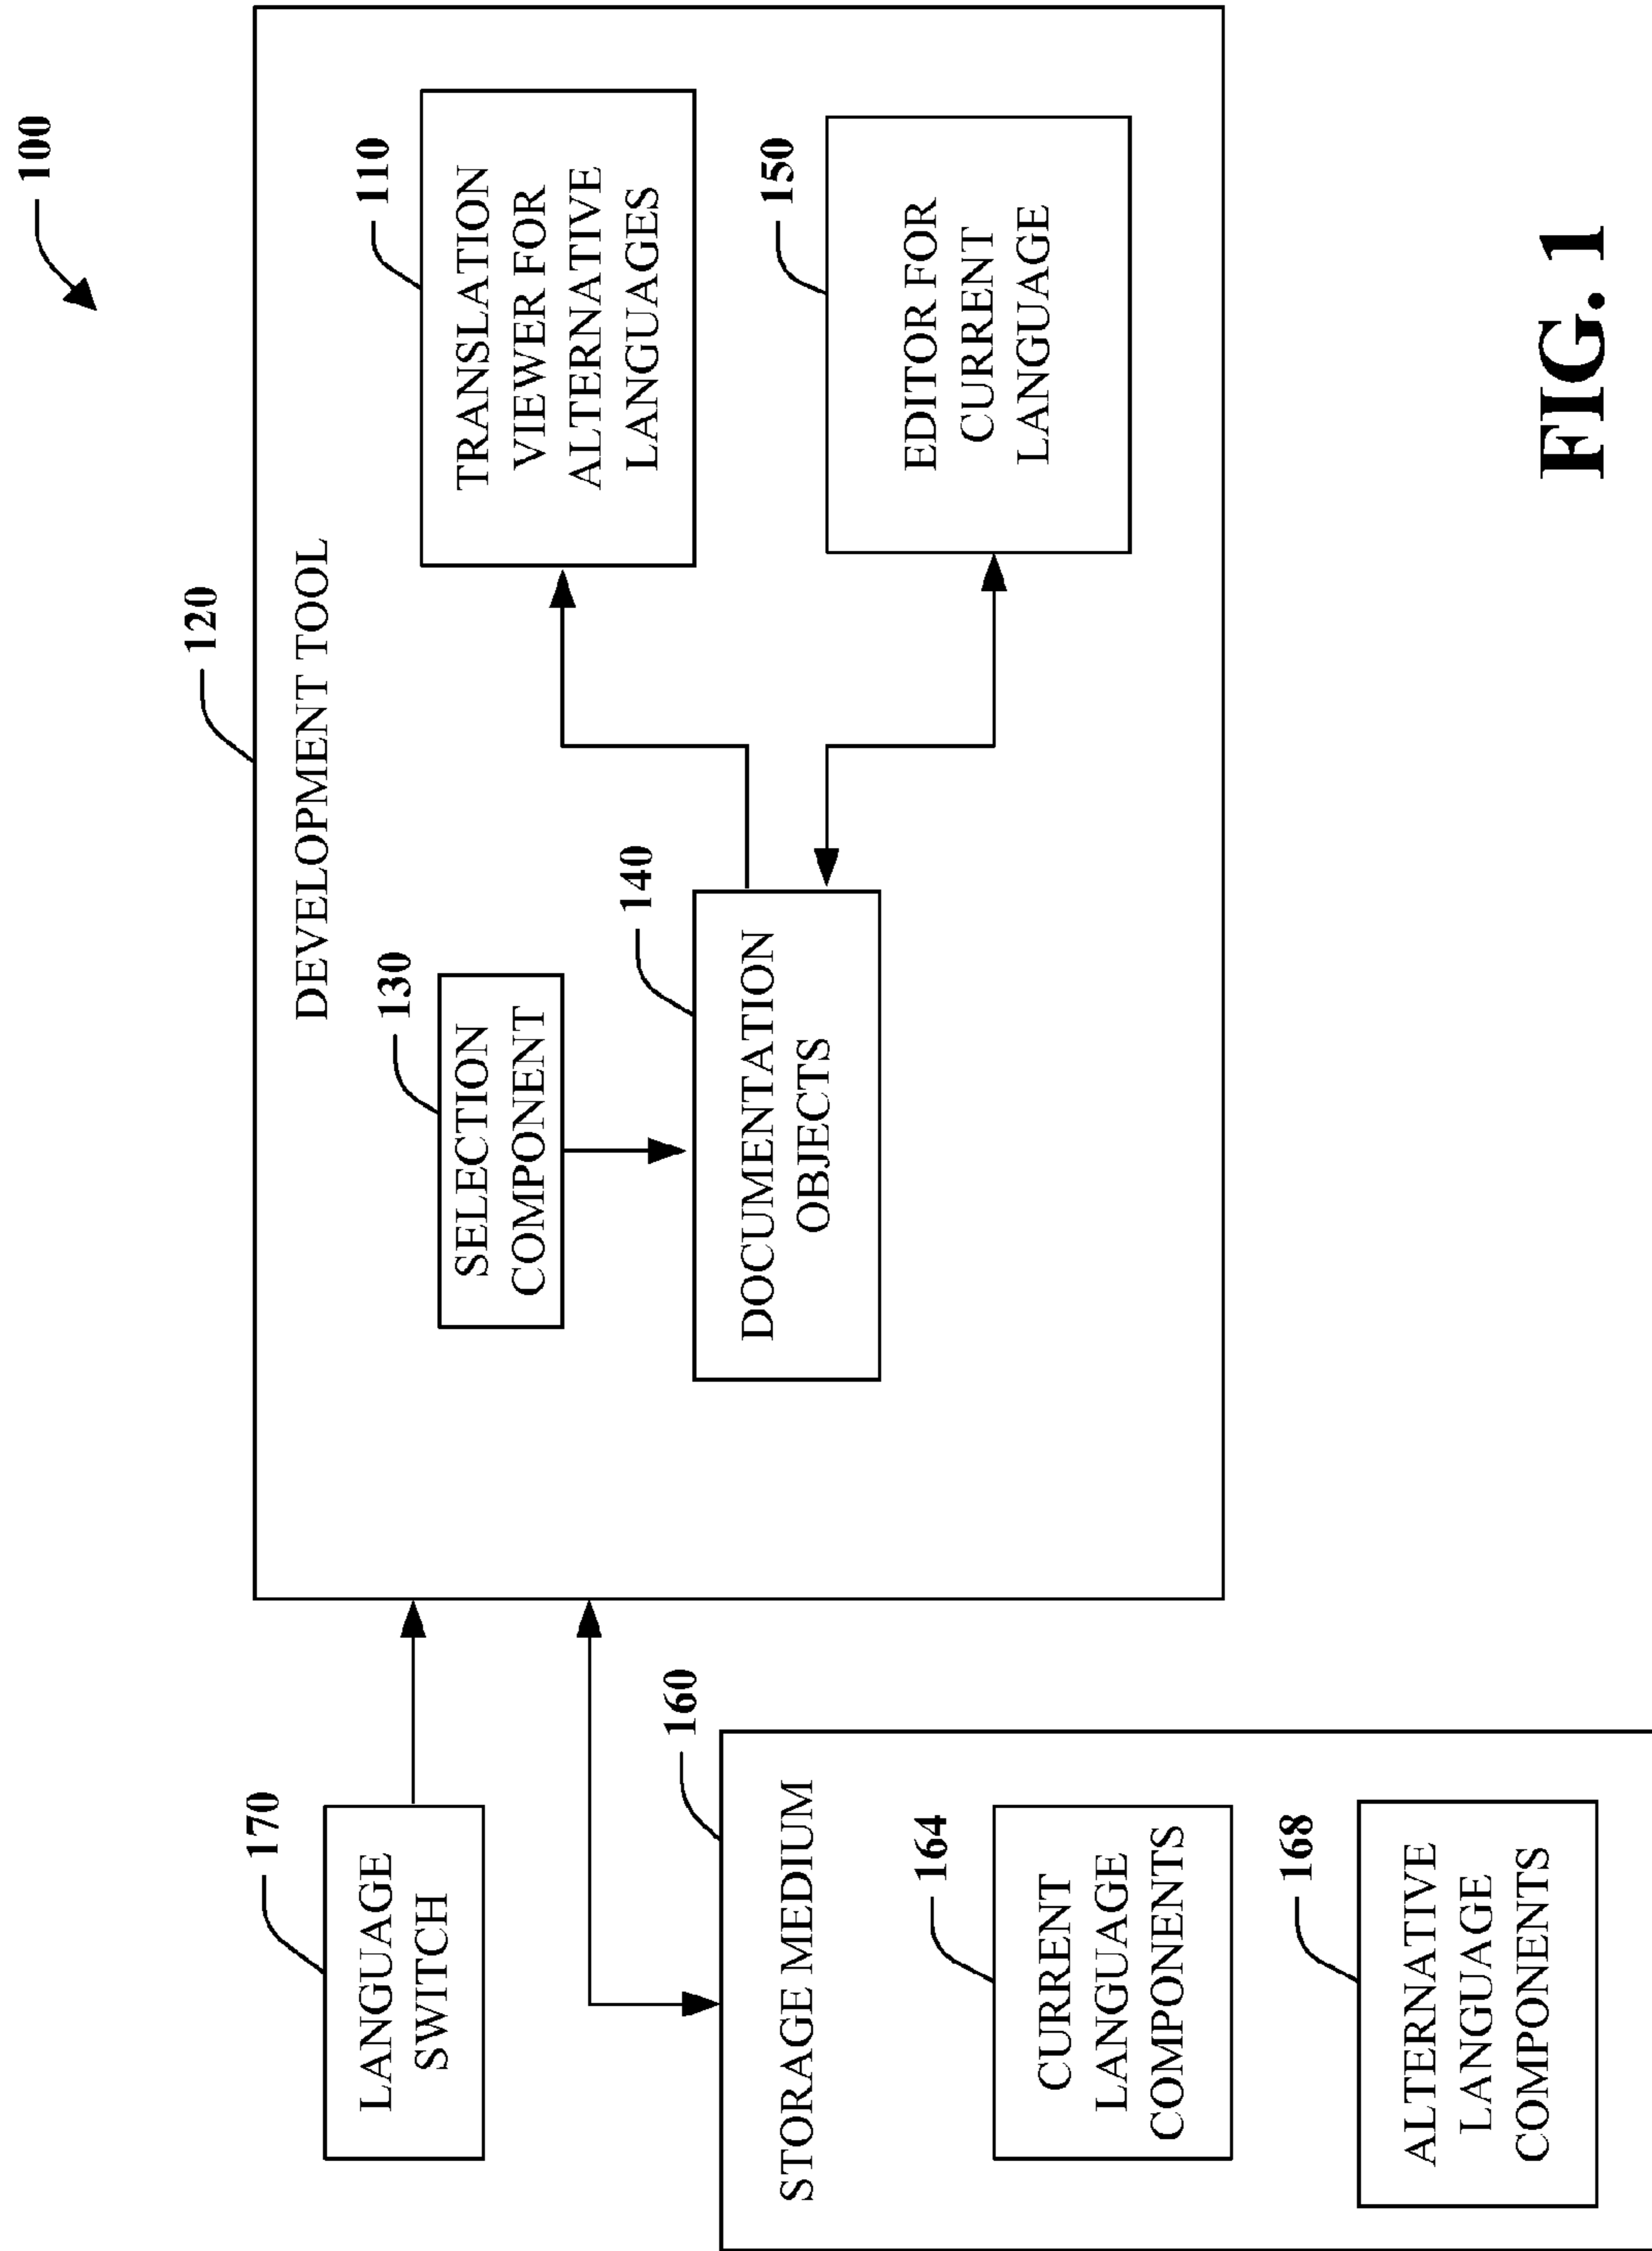 100
120
DEVELOPMENT TOOL
110
TRANSLATION
VIEWER FOR
ALTERNATIVE
LANGUAGES
130
SELECTION
COMPONENT
140
DOCUMENTATION
OBJECTS
150
EDITOR FOR
CURRENT
LANGUAGE
170
LANGUAGE
SWITCH
160
STORAGE MEDIUM
164
CURRENT
LANGUAGE
COMPONENTS
168
ALTERNATIVE
LANGUAGE
COMPONENTS
FIG. 1